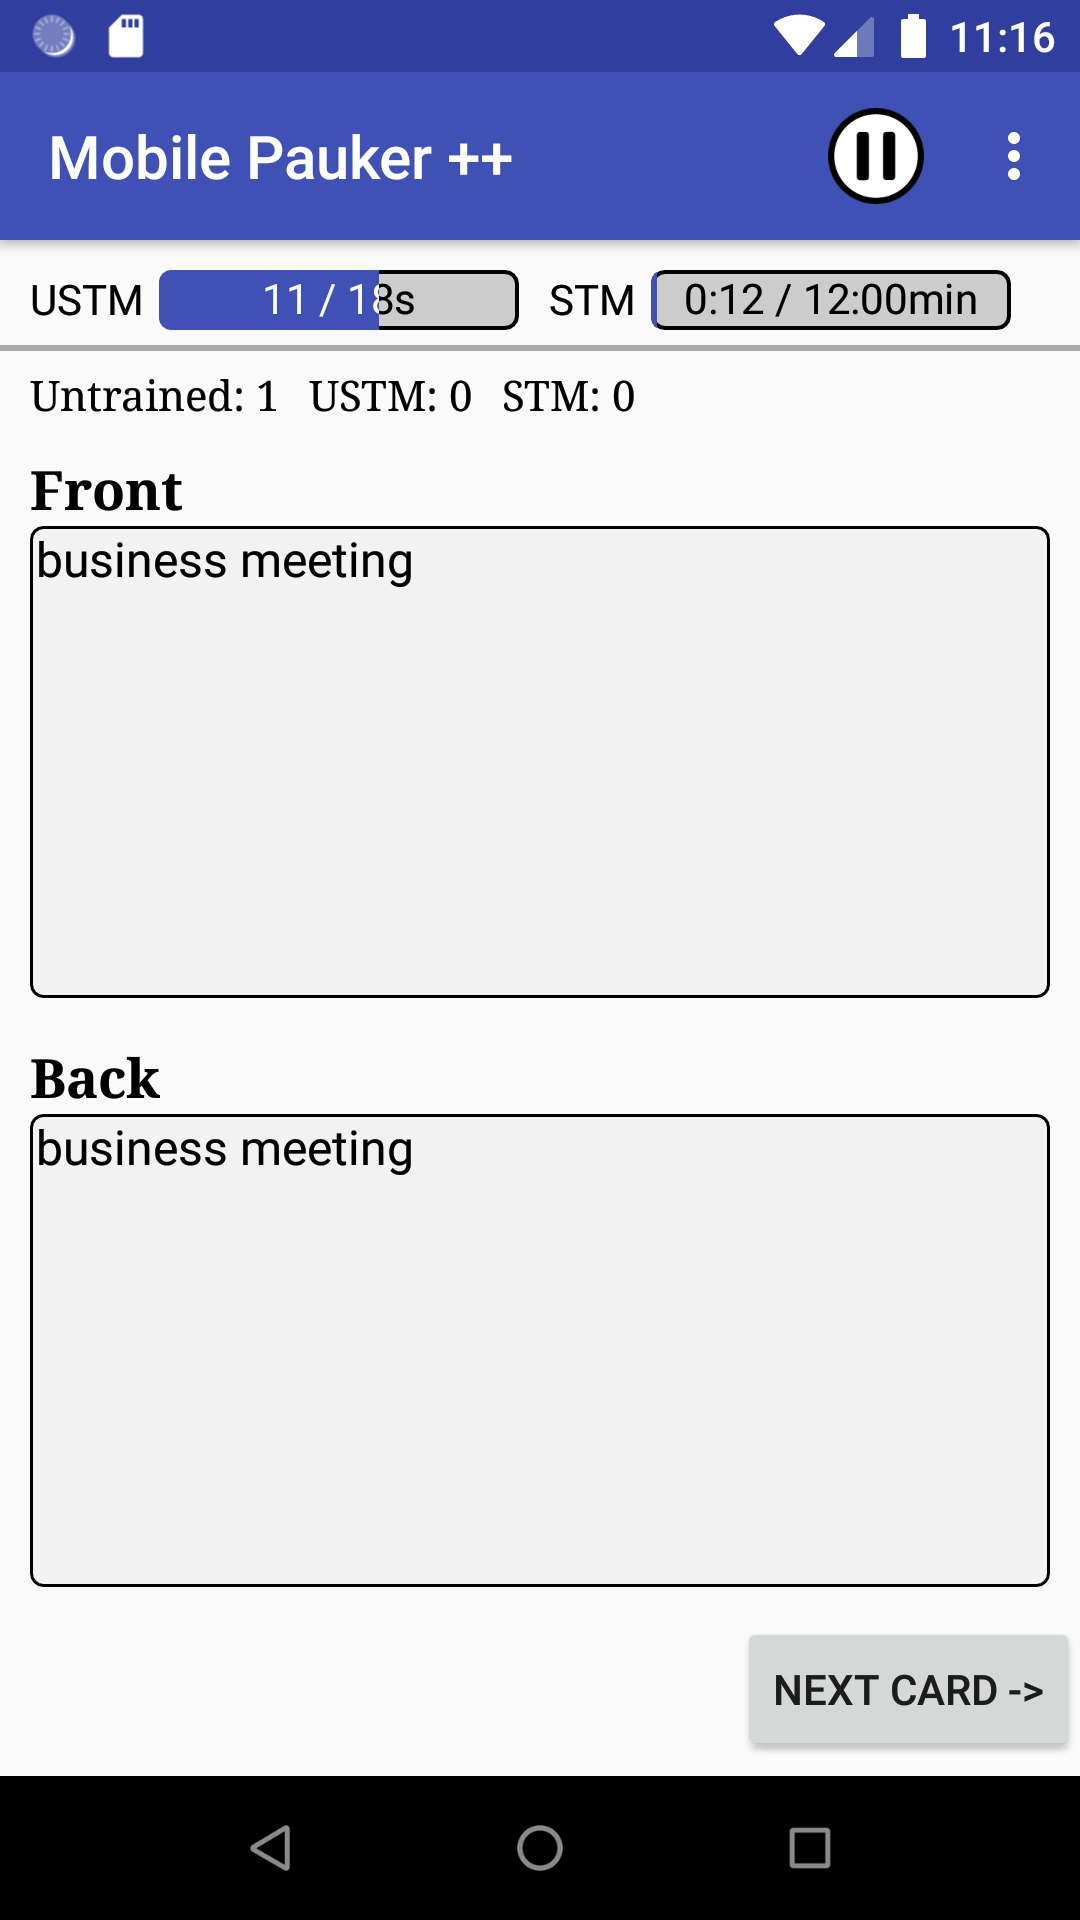 11:16
Mobile Pauker ++
USTM 11 / 18s STM 0:12 / 12:00min
Untrained: 1 USTM: 0 STM: 0
Front
business meeting
Back
business meeting
NEXT CARD ->